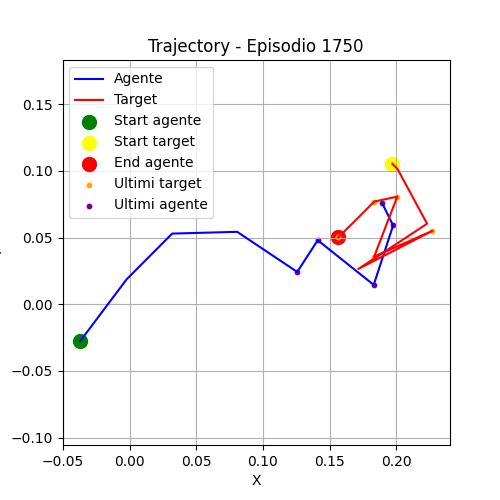 Trajectory - Episodio 1750
Agente
Target
Start agente
Start target
End agente
Ultimi target
Ultimi agente
0.15
0.10
0.05
0.00
−0.05
−0.10
−0.05
0.00
0.05
0.10
0.15
0.20
X